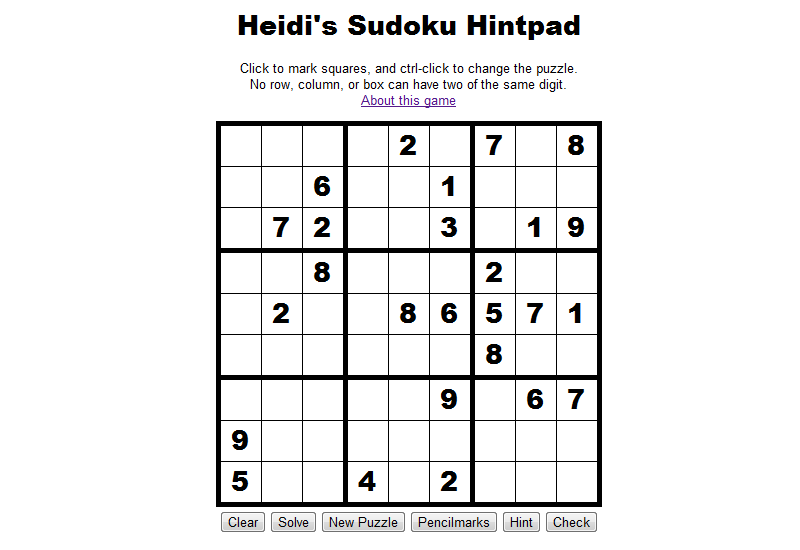 Heidi's Sudoku Hintpad
Click to mark squares, and ctrl-click to change the puzzle.
No row, column, or box can have two of the same digit.
About this game
2 7 8
6 1
7 2 3 1 9
8 2
2 8 6 5 7 1
8
9 6 7
9
5 4 2
Clear Solve New Puzzle Pencilmarks Hint Check